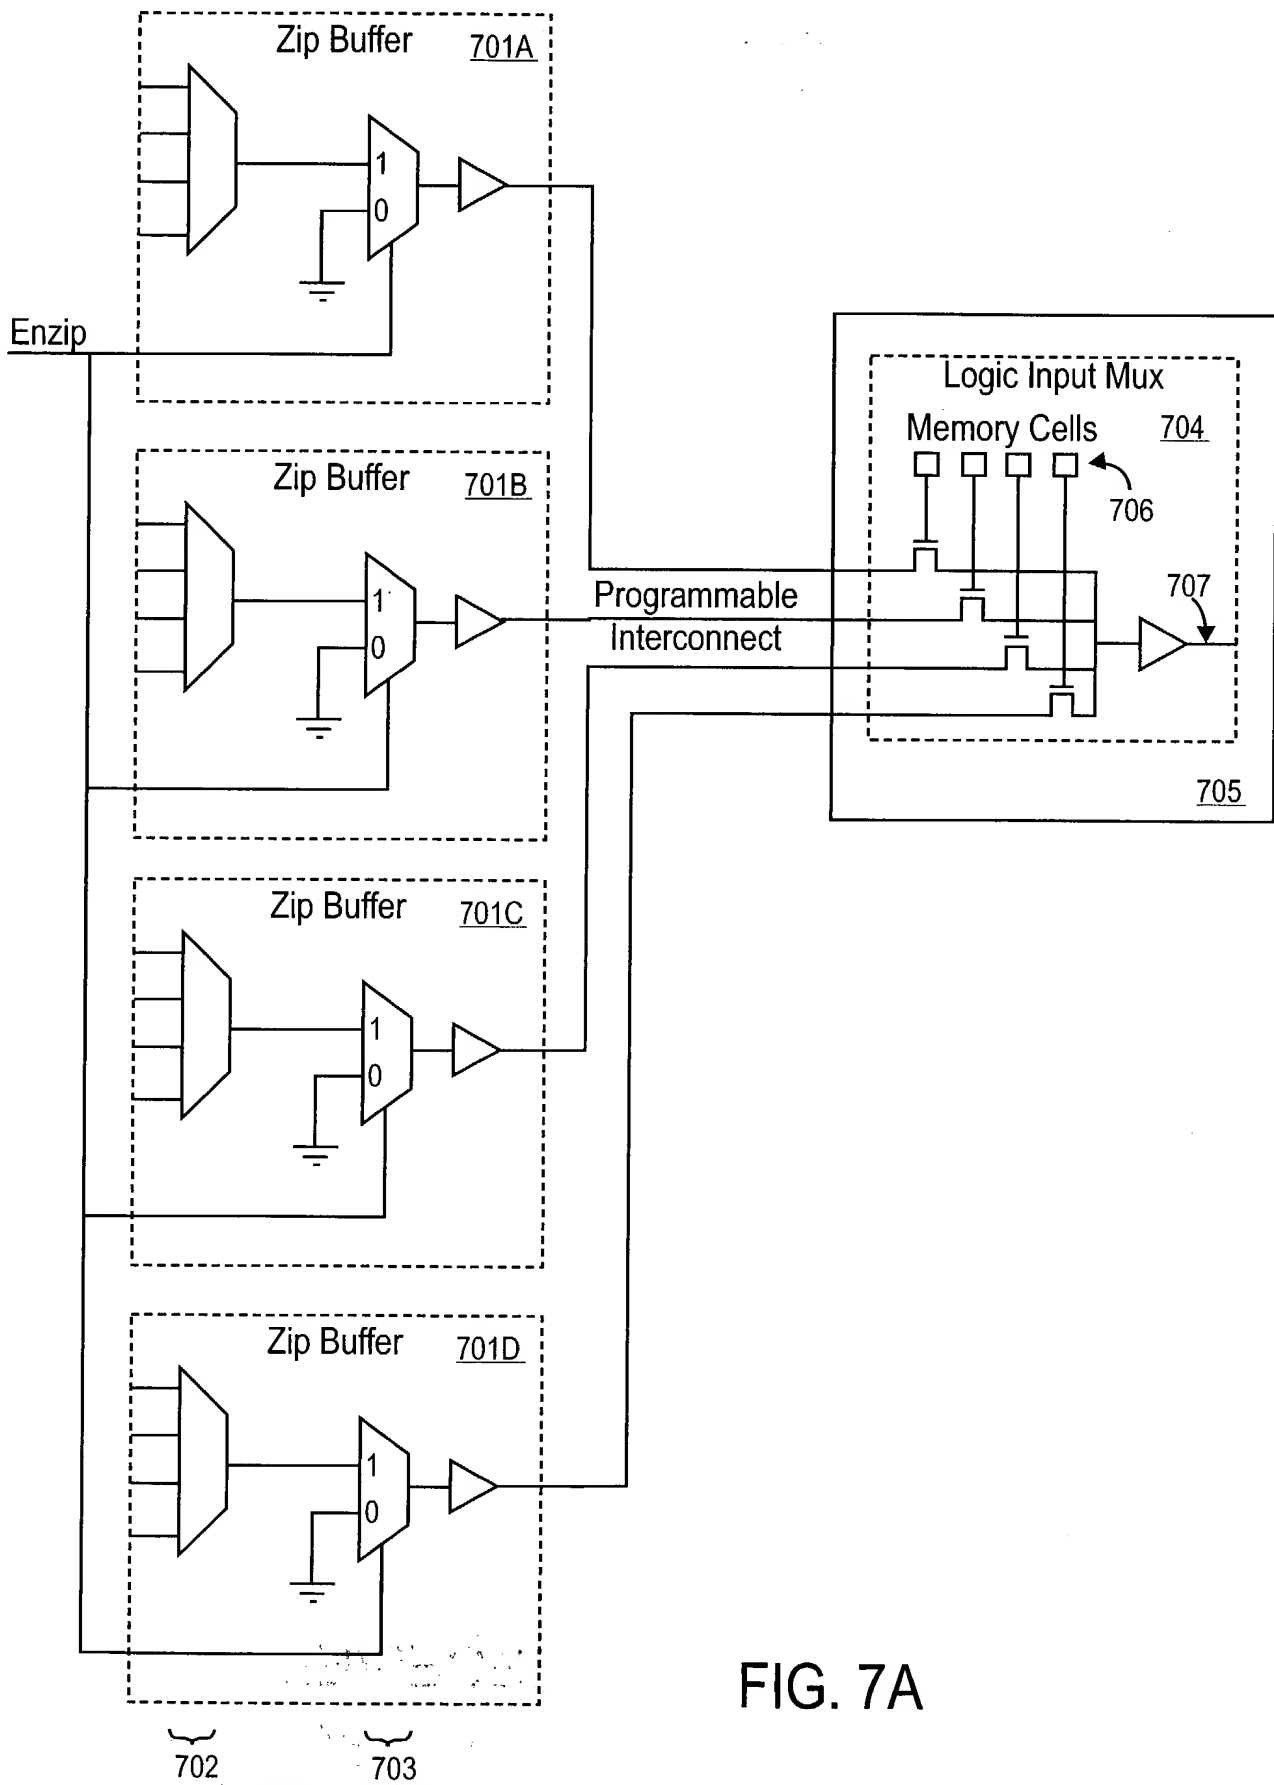 Zip Buffer 701A
1
0
Enzip
Zip Buffer 701B
1
0
Zip Buffer 701C
1
0
Zip Buffer 701D
1
0
702
703
Programmable
Interconnect
Logic Input Mux
704
Memory Cells
706
707
705
FIG. 7A